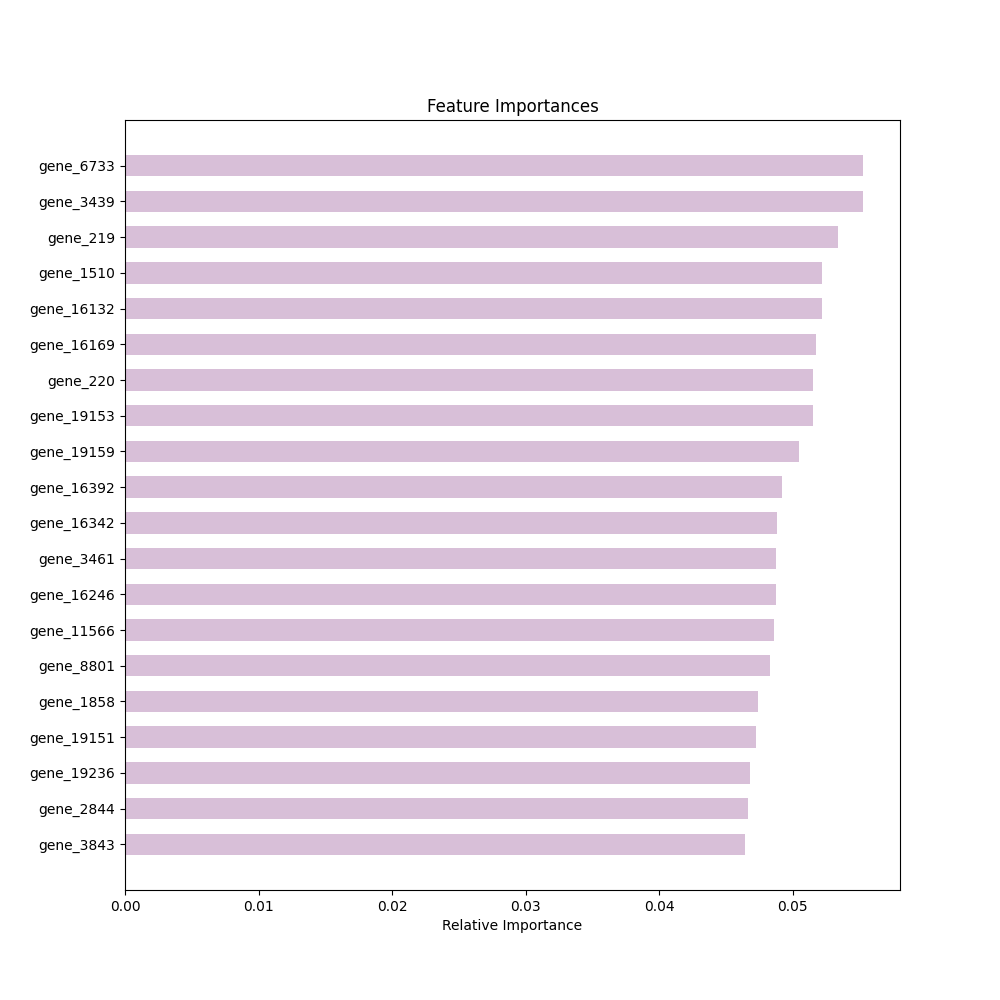 Feature Importances
gene_6733
gene_3439
gene_219
gene_1510
gene_16132
gene_16169
gene_220
gene_19153
gene_19159
gene_16392
gene_16342
gene_3461
gene_16246
gene_11566
gene_8801
gene_1858
gene_19151
gene_19236
gene_2844
gene_3843
0.00 0.01 0.02 0.03 0.04 0.05
Relative Importance